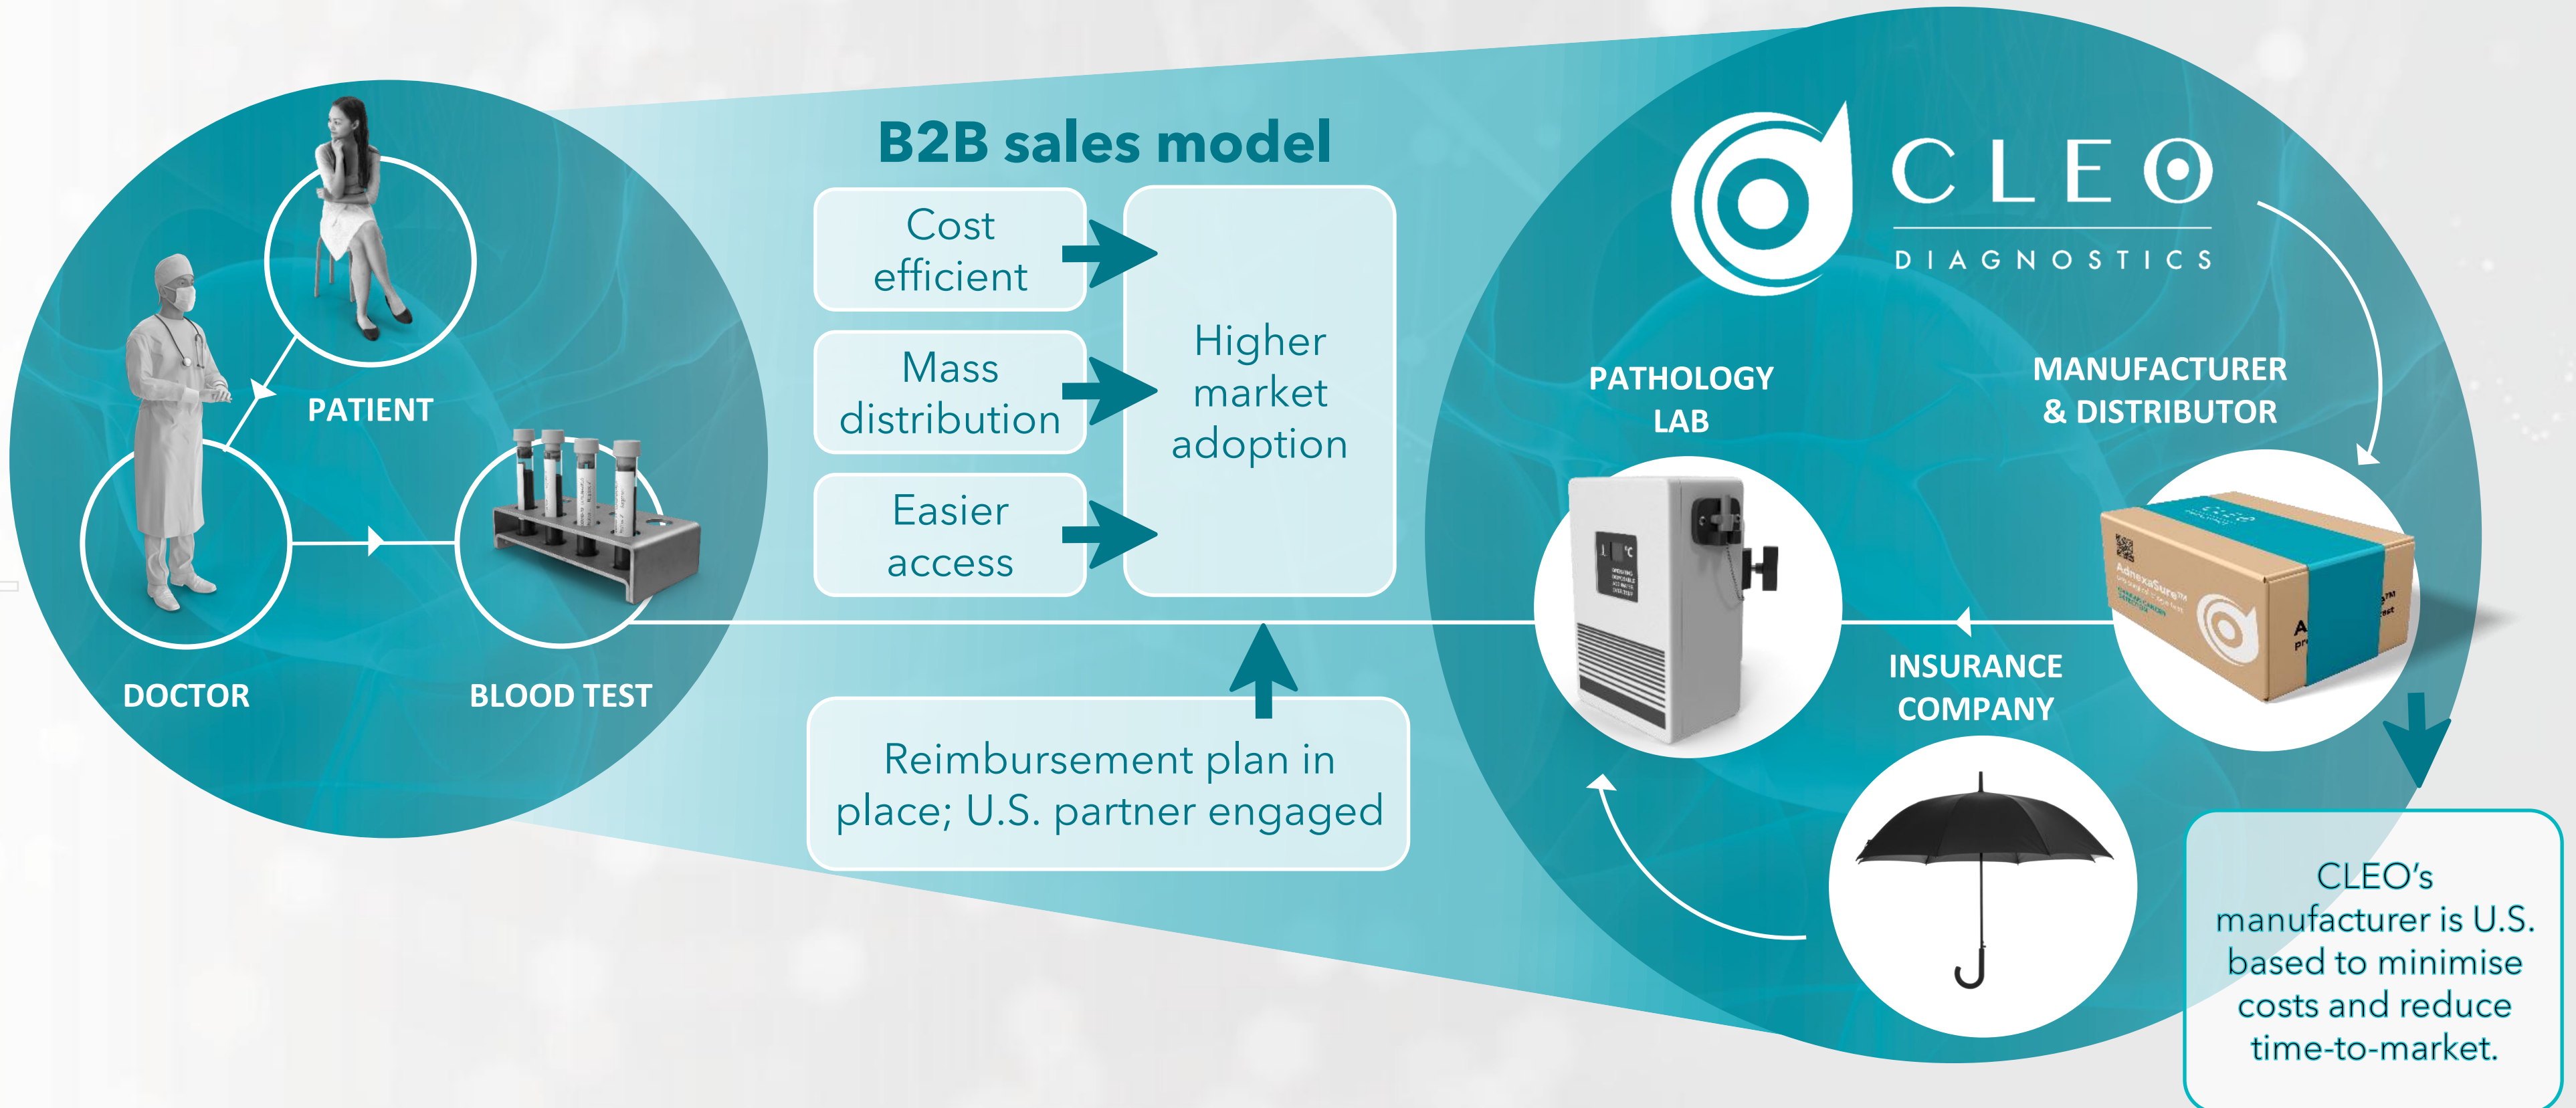 B2B sales model
Cost
efficient
Mass
distribution
Easier
access
Higher
market
adoption
Reimbursement plan in
place; U.S. partner engaged
PATIENT
DOCTOR
BLOOD TEST
CLEO
DIAGNOSTICS
PATHOLOGY
LAB
MANUFACTURER
& DISTRIBUTOR
INSURANCE
COMPANY
°C
CLEO
AdnexaSure™
CLEO's
manufacturer is U.S.
based to minimise
costs and reduce
time-to-market.